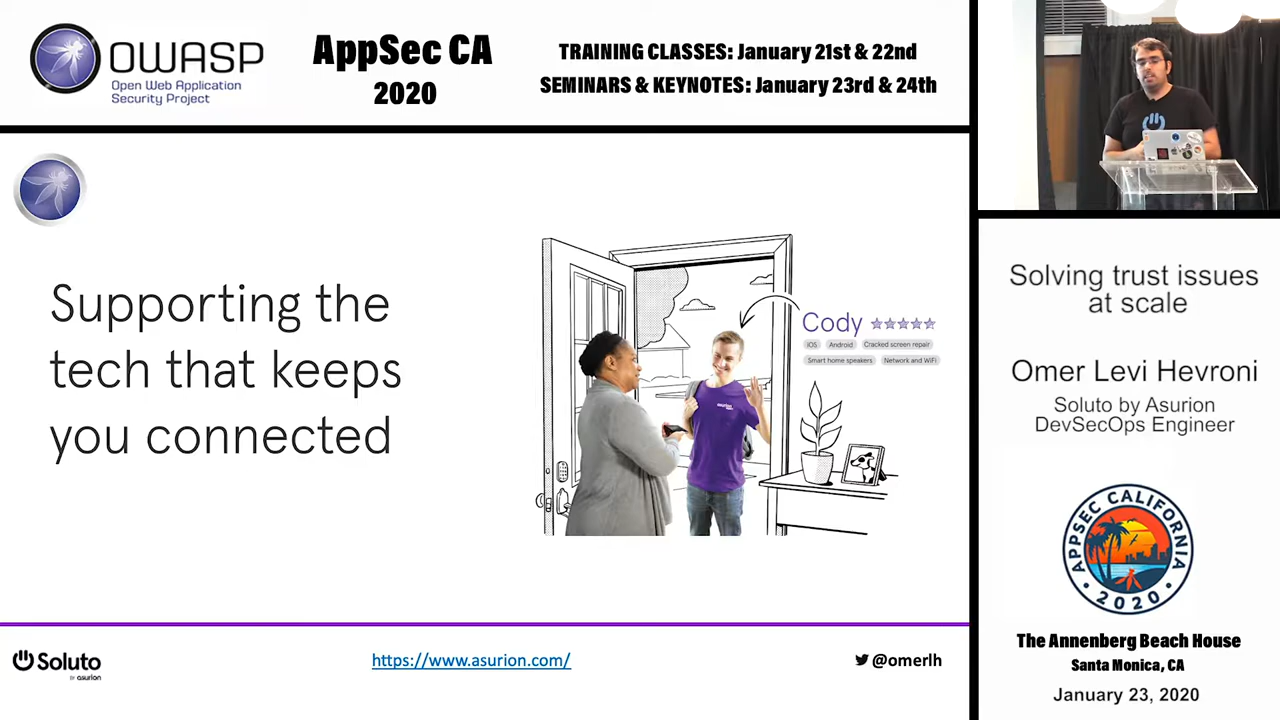 OWASP
Open Web Application
Security Project
AppSec CA
2020
TRAINING CLASSES: January 21st & 22nd
SEMINARS & KEYNOTES: January 23rd & 24th
Supporting the
tech that keeps
you connected
Cody
iOS Android Cracked screen repair
Smart home speakers Network and WiFi
asurion
Soluto
by asurion
https://www.asurion.com/
@omerlh
Solving trust issues
at scale
Omer Levi Hevroni
Soluto by Asurion
DevSecOps Engineer
APPSEC CALIFORNIA
2020
The Annenberg Beach House
Santa Monica, CA
January 23, 2020